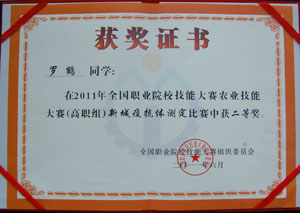 获奖证书
罗鹤 同学:
在2011年全国职业院校技能大赛农业技能
大赛(高职组)新城疫抗体测定比赛中获二等奖。
全国职业院校技能大赛组织委员会
二〇一一年六月